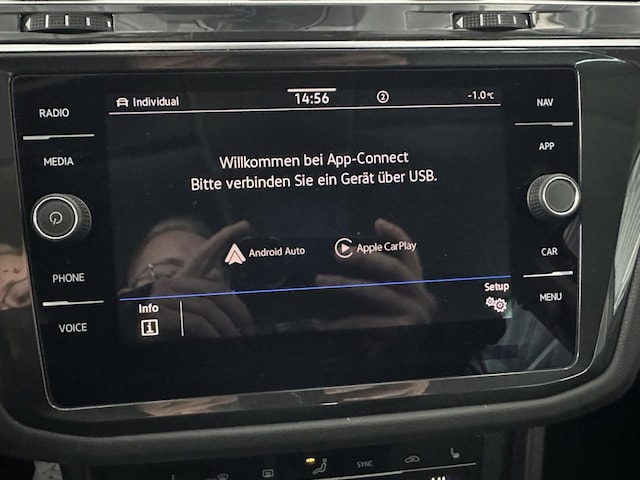 RADIO
MEDIA
PHONE
VOICE
Individual 14:56 2 -1.0°C
Willkommen bei App-Connect
Bitte verbinden Sie ein Gerät über USB.
Android Auto Apple CarPlay
Info Setup
NAV
APP
CAR
MENU
SYNC